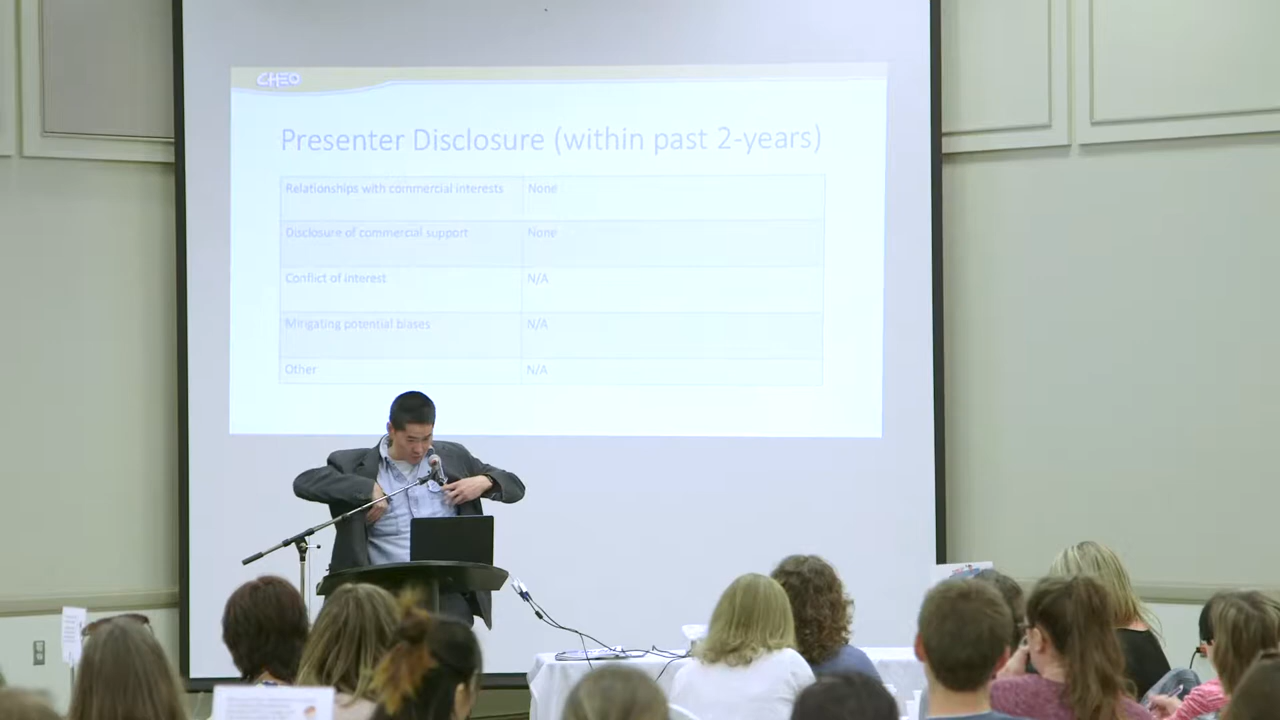 CHEO
Presenter Disclosure (within past 2-years)
Relationships with commercial interests None
Disclosure of commercial support None
Conflict of interest N/A
Mitigating potential biases N/A
Other N/A